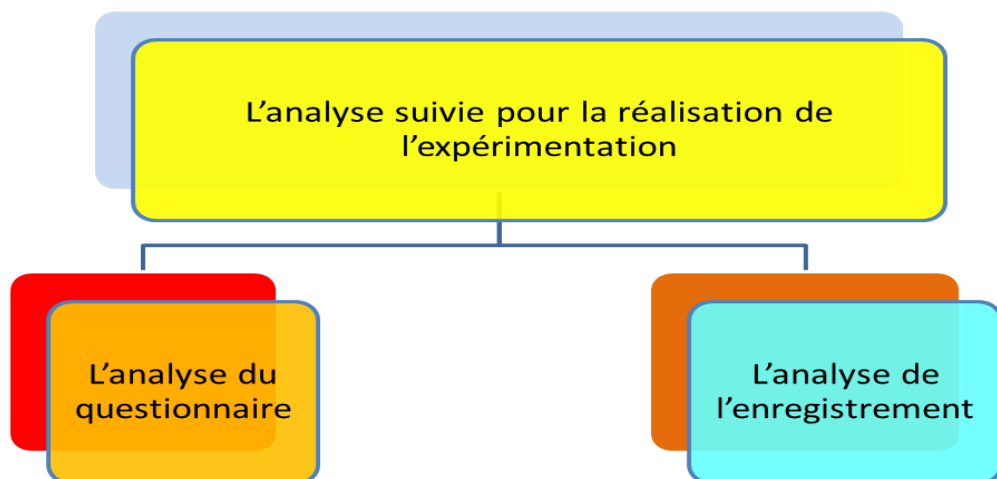 L’analyse suivie pour la réalisation de
l’expérimentation
L’analyse du
questionnaire
L’analyse de
l’enregistrement